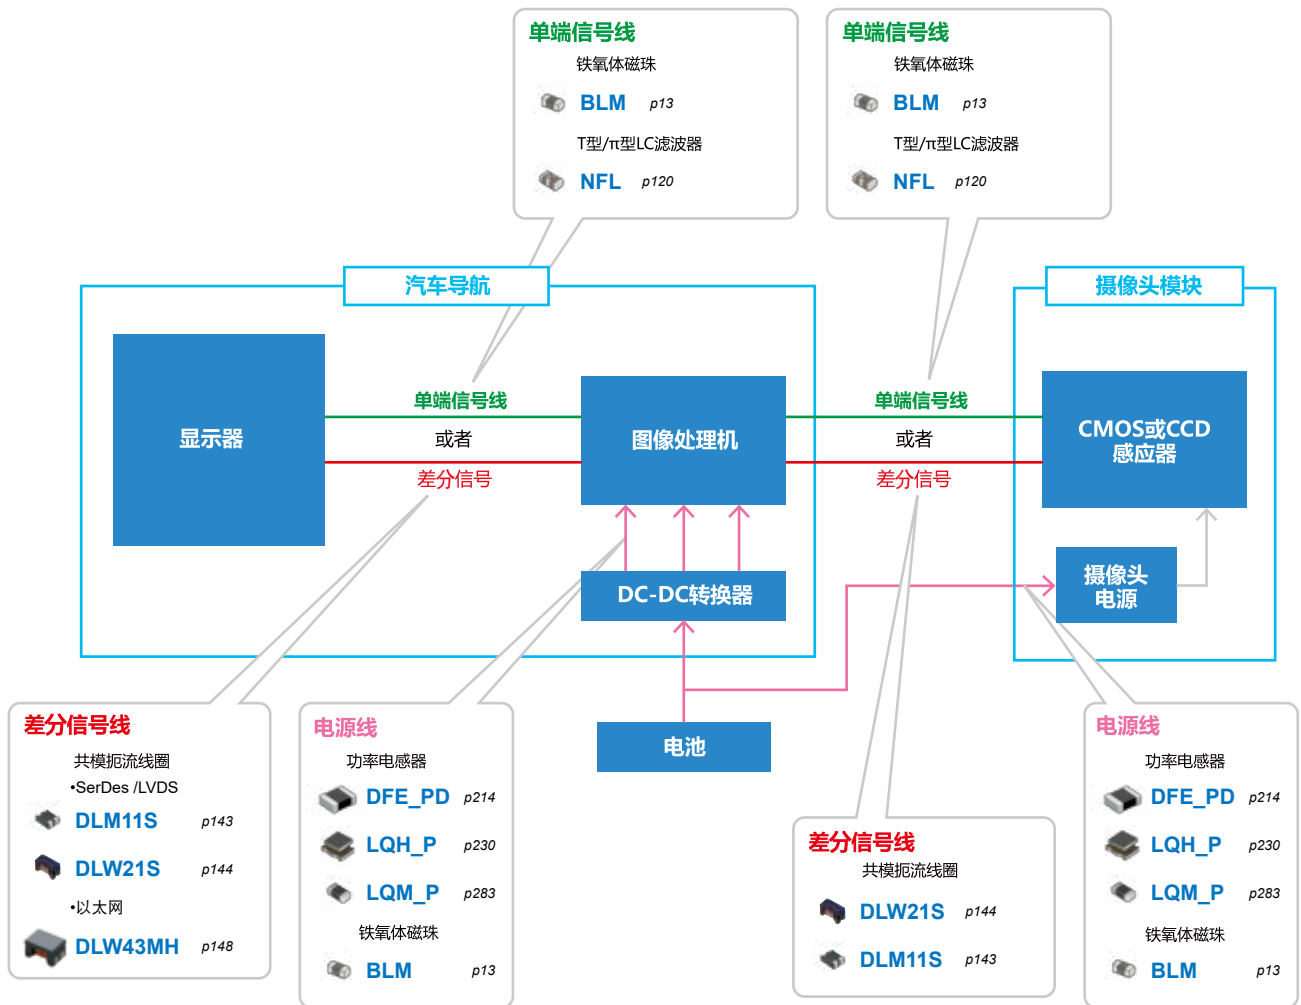 单端信号线
铁氧体磁珠
BLM p13
T型/π型LC滤波器
NFL p120
单端信号线
铁氧体磁珠
BLM p13
T型/π型LC滤波器
NFL p120
汽车导航
摄像头模块
显示器
单端信号线
或者
差分信号
图像处理机
单端信号线
或者
差分信号
CMOS或CCD
感应器
DC-DC转换器
摄像头
电源
电池
差分信号线
共模扼流线圈
•SerDes /LVDS
DLM11S p143
DLW21S p144
•以太网
DLW43MH p148
电源线
功率电感器
DFE_PD p214
LQH_P p230
LQM_P p283
铁氧体磁珠
BLM p13
差分信号线
共模扼流线圈
DLW21S p144
DLM11S p143
电源线
功率电感器
DFE_PD p214
LQH_P p230
LQM_P p283
铁氧体磁珠
BLM p13